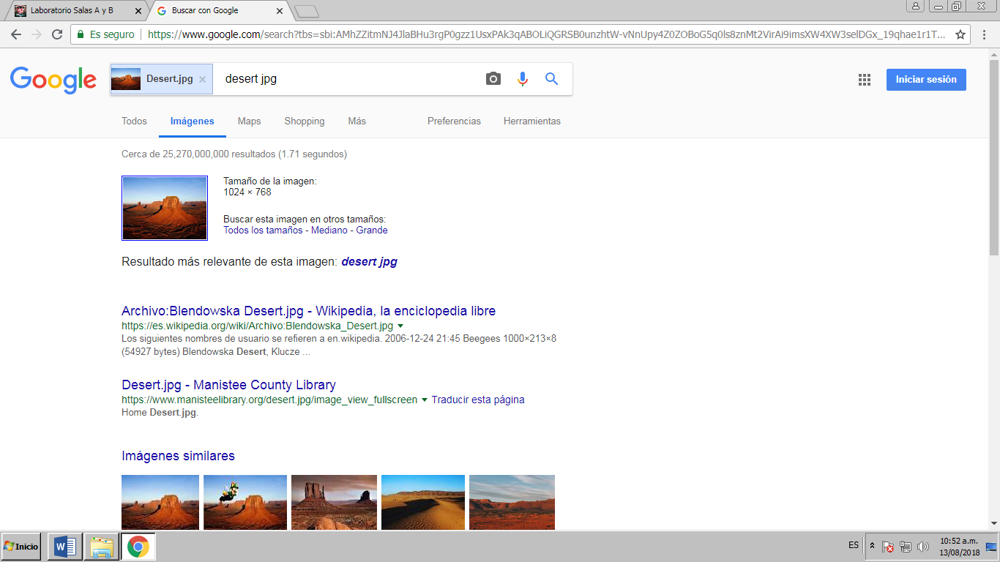 Laboratorio Salas A y B
Buscar con Google
Es seguro
https://www.google.com/search?tbs=sbi:AMhZZitmNJ4JlaBHu3rgP0gzz1UsxPAk3qABOLiQGRSB0unzhtW-vNnUpy4Z0ZOBoG5q0ls8znMt2VirAi9imsXW4XW3selDGx_19qhae1r1T...
Google
Desert.jpg
desert jpg
Iniciar sesión
Todos
Imágenes
Maps
Shopping
Más
Preferencias
Herramientas
Cerca de 25,270,000,000 resultados (1.71 segundos)
Tamaño de la imagen:
1024 × 768
Buscar esta imagen en otros tamaños:
Todos los tamaños - Mediano - Grande
Resultado más relevante de esta imagen: desert jpg
Archivo:Blendowska Desert.jpg - Wikipedia, la enciclopedia libre
https://es.wikipedia.org/wiki/Archivo:Blendowska_Desert.jpg
Los siguientes nombres de usuario se refieren a en.wikipedia. 2006-12-24 21:45 Beegees 1000×213×8
(54927 bytes) Blendowska Desert, Klucze ...
Desert.jpg - Manistee County Library
https://www.manisteelibrary.org/desert.jpg/image_view_fullscreen Traducir esta página
Home Desert.jpg.
Imágenes similares
Inicio
ES
10:52 a.m.
13/08/2018